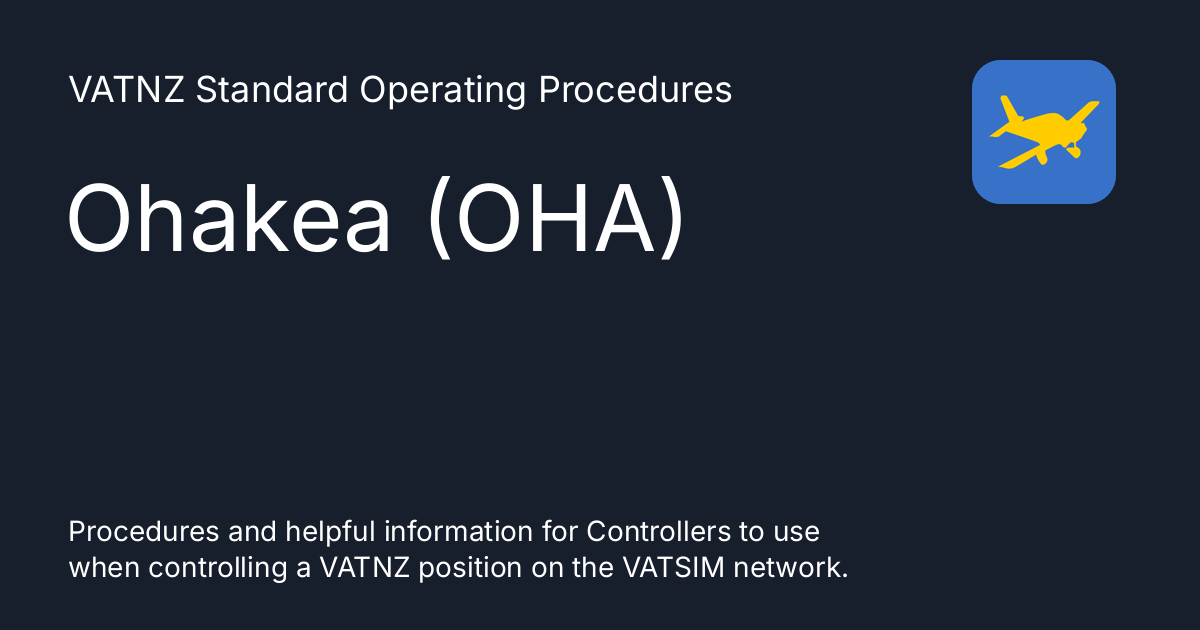 VATNZ Standard Operating Procedures
Ohakea (OHA)
Procedures and helpful information for Controllers to use
when controlling a VATNZ position on the VATSIM network.